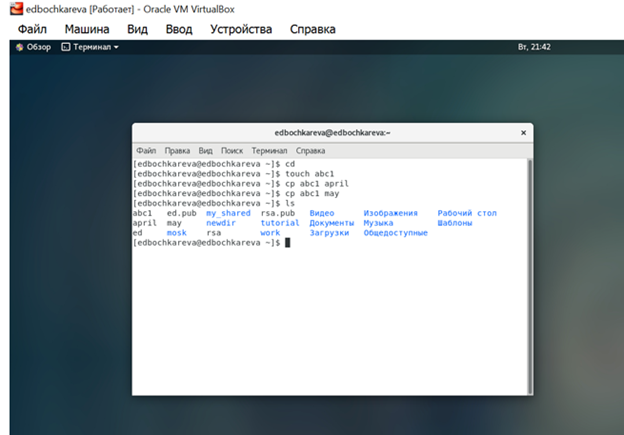 edbochkareva [Работает] - Oracle VM VirtualBox
Файл Машина Вид Ввод Устройства Справка
Обзор Терминал Вт, 21:42
edbochkareva@edbochkareva:~
Файл Правка Вид Поиск Терминал Справка
[edbochkareva@edbochkareva ~]$ cd
[edbochkareva@edbochkareva ~]$ touch abc1
[edbochkareva@edbochkareva ~]$ cp abc1 april
[edbochkareva@edbochkareva ~]$ cp abc1 may
[edbochkareva@edbochkareva ~]$ ls
abc1 ed.pub my_shared rsa.pub Видео Изображения Рабочий стол
april may newdir tutorial Документы Музыка Шаблоны
ed mosk rsa work Загрузки Общедоступные
[edbochkareva@edbochkareva ~]$